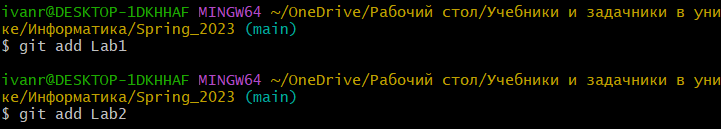 ivanr@DESKTOP-1DKHHAF MINGW64 ~/OneDrive/Рабочий стол/Учебники и задачники в уни
ке/Информатика/Spring_2023 (main)
$ git add Lab1
ivanr@DESKTOP-1DKHHAF MINGW64 ~/OneDrive/Рабочий стол/Учебники и задачники в уни
ке/Информатика/Spring_2023 (main)
$ git add Lab2